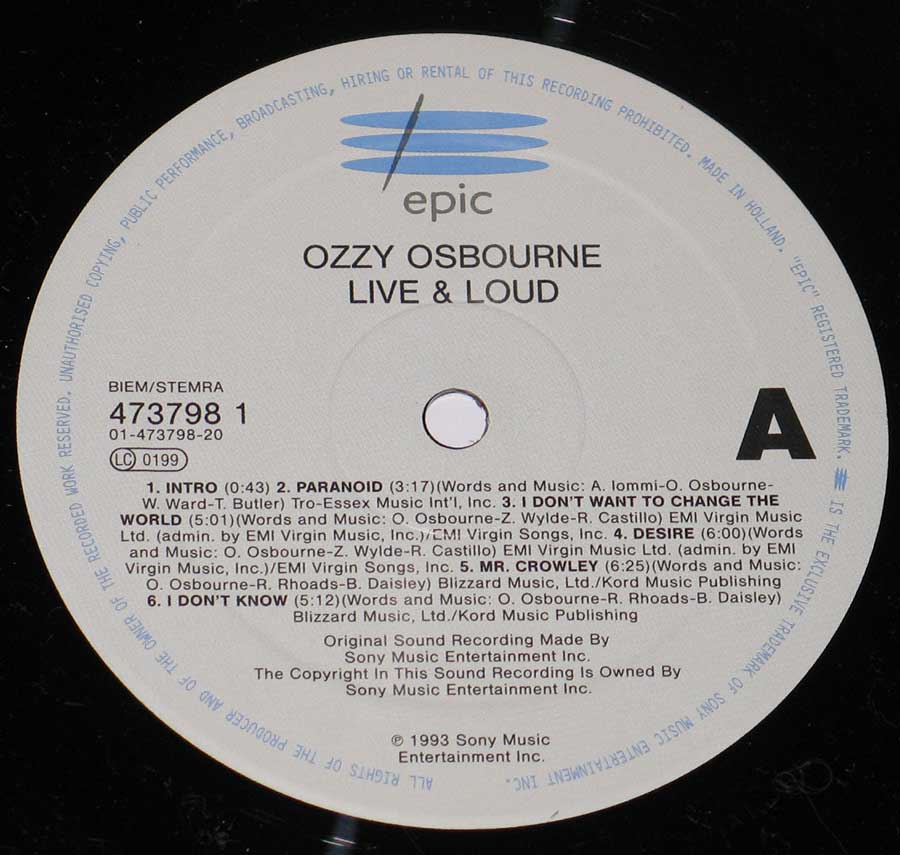 ALL RIGHTS OF THE PRODUCER AND OF THE OWNER OF THE RECORDED WORK RESERVED. UNAUTHORISED COPYING, PUBLIC PERFORMANCE, BROADCASTING, HIRING OR RENTAL OF THIS RECORDING PROHIBITED. MADE IN HOLLAND. "EPIC" REGISTERED TRADEMARK. IS THE EXCLUSIVE TRADEMARK OF SONY MUSIC ENTERTAINMENT INC.
epic
OZZY OSBOURNE
LIVE & LOUD
BIEM/STEMRA
473798 1
01-473798-20
LC 0199
A
1. INTRO (0:43) 2. PARANOID (3:17)(Words and Music: A. Iommi-O. Osbourne-
W. Ward-T. Butler) Tro-Essex Music Int'l, Inc. 3. I DON'T WANT TO CHANGE THE
WORLD (5:01)(Words and Music: O. Osbourne-Z. Wylde-R. Castillo) EMI Virgin Music
Ltd. (admin. by EMI Virgin Music, Inc.)/EMI Virgin Songs, Inc. 4. DESIRE (6:00)(Words
and Music: O. Osbourne-Z. Wylde-R. Castillo) EMI Virgin Music Ltd. (admin. by EMI
Virgin Music, Inc.)/EMI Virgin Songs, Inc. 5. MR. CROWLEY (6:25)(Words and Music:
O. Osbourne-R. Rhoads-B. Daisley) Blizzard Music, Ltd./Kord Music Publishing
6. I DON'T KNOW (5:12)(Words and Music: O. Osbourne-R. Rhoads-B. Daisley)
Blizzard Music, Ltd./Kord Music Publishing
Original Sound Recording Made By
Sony Music Entertainment Inc.
The Copyright In This Sound Recording is Owned By
Sony Music Entertainment Inc.
℗ 1993 Sony Music
Entertainment Inc.